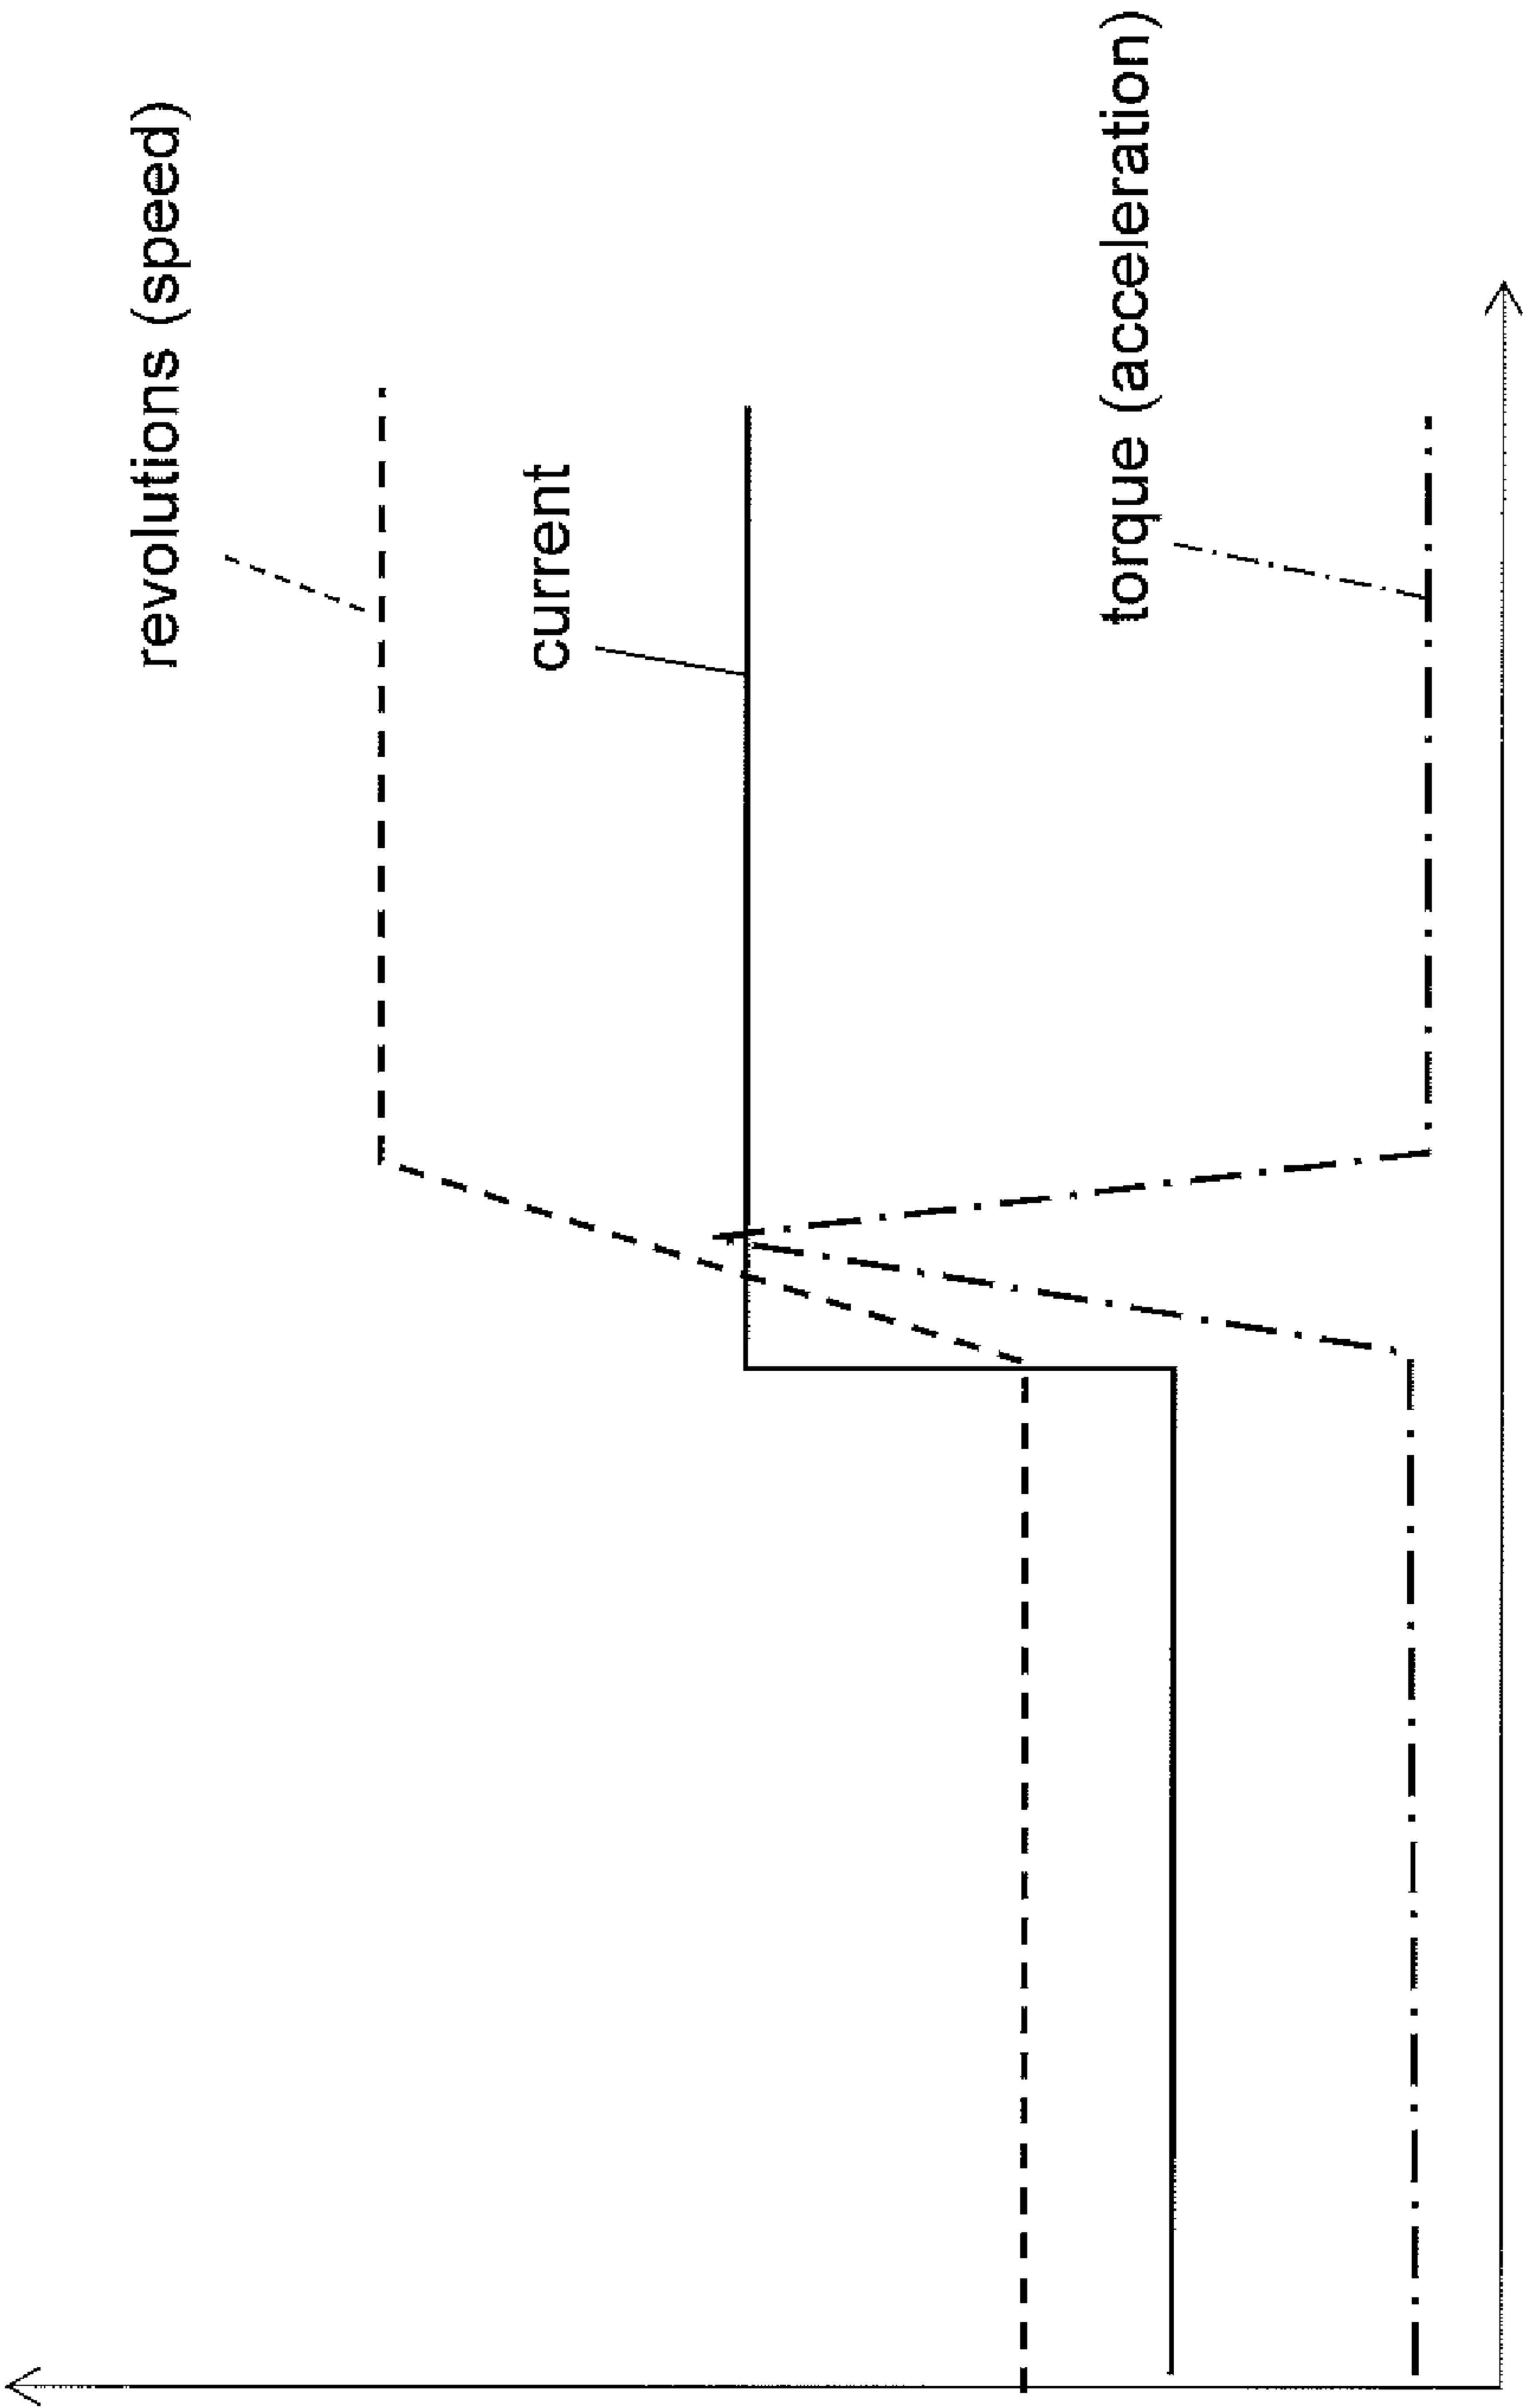 revolutions (speed)
current
torque (acceleration)